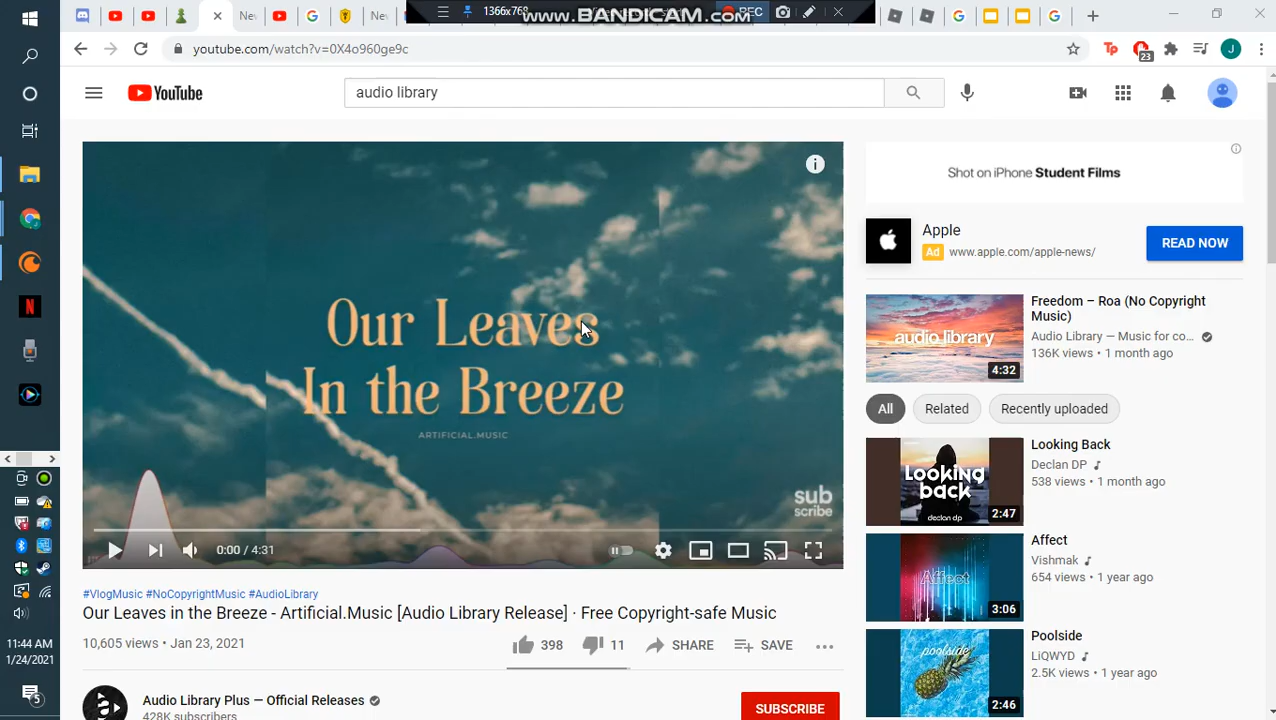 Nev
Nev
1366x768
www.BANDICAM.com
REC
youtube.com/watch?v=0X4o960ge9c
Tp
23
J
YouTube
audio library
Our Leaves
In the Breeze
ARTIFICIAL.MUSIC
sub
scribe
0:00 / 4:31
#VlogMusic #NoCopyrightMusic #AudioLibrary
Our Leaves in the Breeze - Artificial.Music [Audio Library Release] · Free Copyright-safe Music
10,605 views • Jan 23, 2021
398
11
SHARE
SAVE
Audio Library Plus — Official Releases
428K subscribers
SUBSCRIBE
Shot on iPhone Student Films
Apple
Ad www.apple.com/apple-news/
READ NOW
audio library
4:32
Freedom – Roa (No Copyright
Music)
Audio Library — Music for co...
136K views • 1 month ago
All
Related
Recently uploaded
Looking
back
declan dp
2:47
Looking Back
Declan DP
538 views • 1 month ago
Affect
3:06
Affect
Vishmak
654 views • 1 year ago
poolside
2:46
Poolside
LiQWYD
2.5K views • 1 year ago
11:44 AM
1/24/2021
5